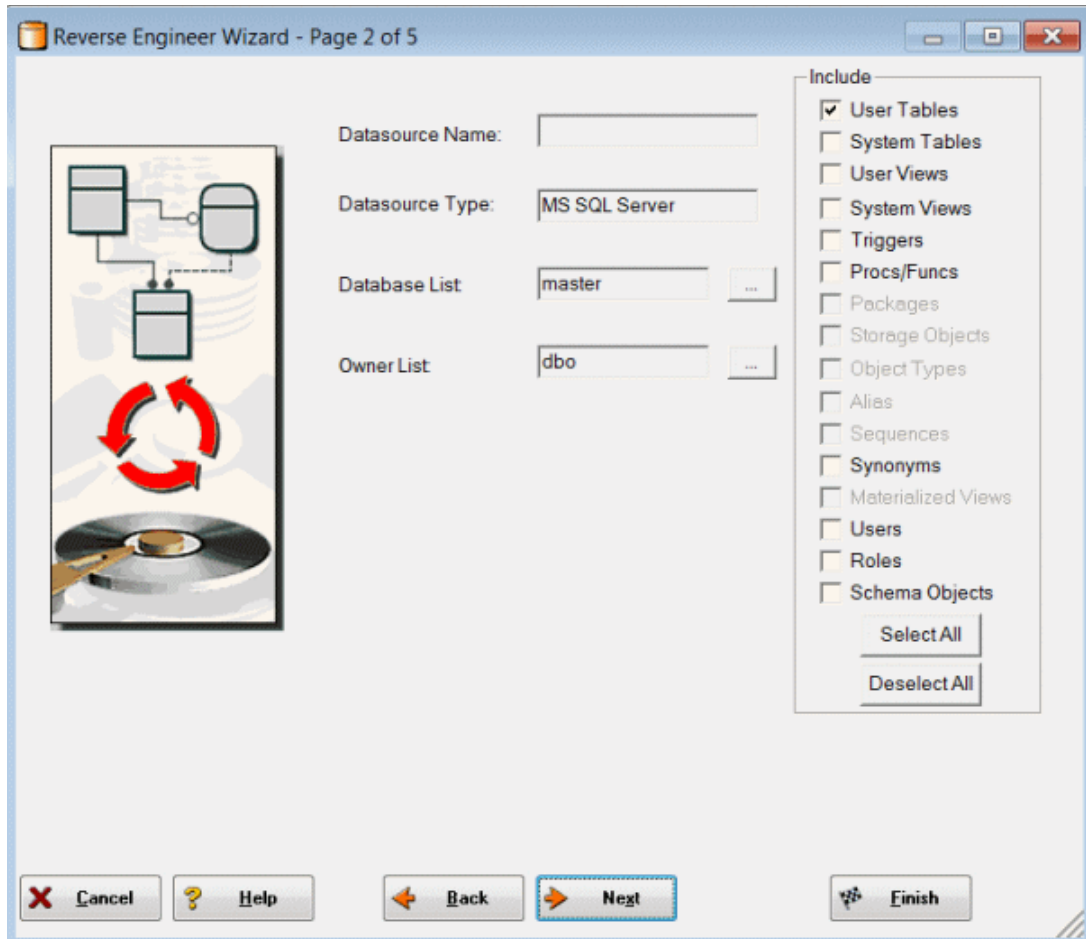 Reverse Engineer Wizard - Page 2 of 5
Datasource Name:
Datasource Type: MS SQL Server
Database List: master ...
Owner List: dbo ...
Include
User Tables
System Tables
User Views
System Views
Triggers
Procs/Funcs
Packages
Storage Objects
Object Types
Alias
Sequences
Synonyms
Materialized Views
Users
Roles
Schema Objects
Select All
Deselect All
Cancel Help Back Next Finish